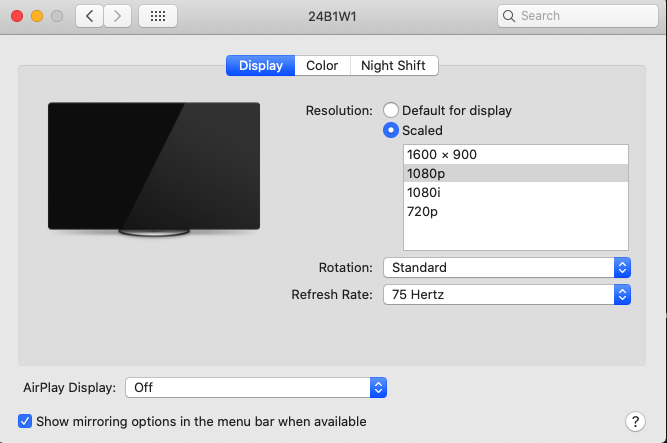 24B1W1
Search
Display Color Night Shift
Resolution: Default for display
Scaled
1600 × 900
1080p
1080i
720p
Rotation: Standard
Refresh Rate: 75 Hertz
AirPlay Display: Off
Show mirroring options in the menu bar when available
?